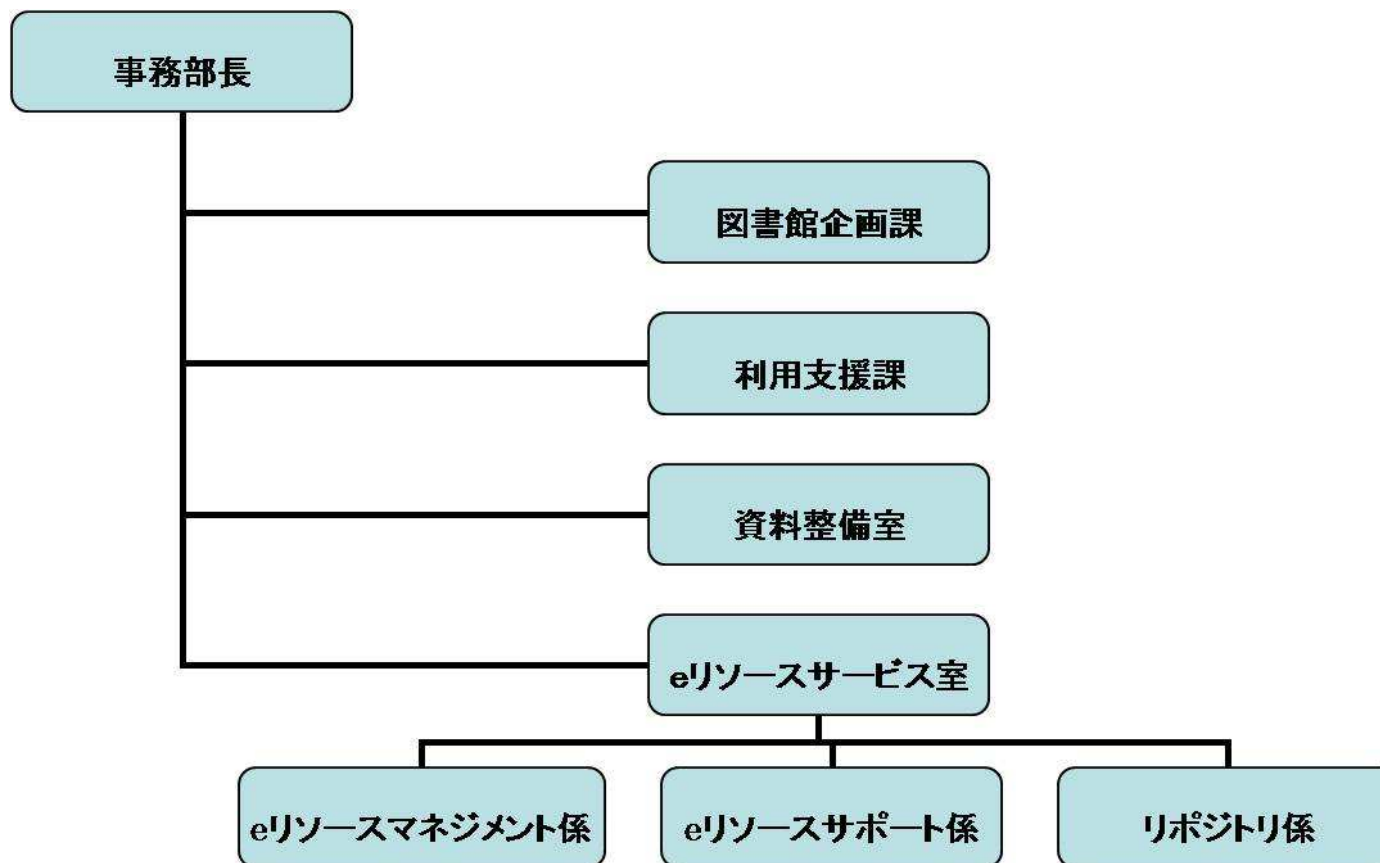 事務部長
図書館企画課
利用支援課
資料整備室
eリソースサービス室
eリソースマネジメント係
eリソースサポート係
リポジトリ係